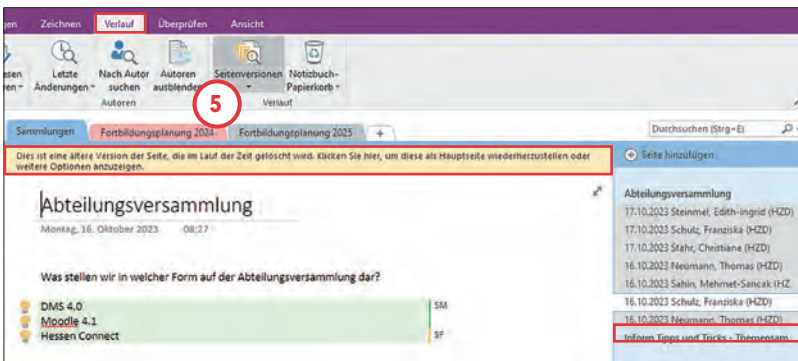 gen Zeichnen Verlauf Überprüfen Ansicht
esen Letzte Nach Autor Autoren Seitenversionen Notizbuch-
en Änderungen suchen ausblenden Papierkorb
Autoren Verlauf
5
Sammlungen Fortbildungsplanung 2024 Fortbildungsplanung 2025 + Durchsuchen (Strg+E)
Dies ist eine ältere Version der Seite, die im Lauf der Zeit gelöscht wird. Klicken Sie hier, um diese als Hauptseite wiederherzustellen oder
weitere Optionen anzuzeigen.
Seite hinzufügen
Abteilungsversammlung
Montag, 16. Oktober 2023 08:27
Was stellen wir in welcher Form auf der Abteilungsversammlung dar?
DMS 4.0 SM
Moodle 4.1
Hessen Connect SF
Abteilungsversammlung
17.10.2023 Steinmel, Edith-Ingrid (HZD)
17.10.2023 Schulz, Franziska (HZD)
17.10.2023 Stahr, Christiane (HZD)
16.10.2023 Neumann, Thomas (HZD)
16.10.2023 Sahin, Mehmet-Sancak (HZ
16.10.2023 Schulz, Franziska (HZD)
16.10.2023 Neumann, Thomas (HZD)
Inform Tipps und Tricks - Themensam